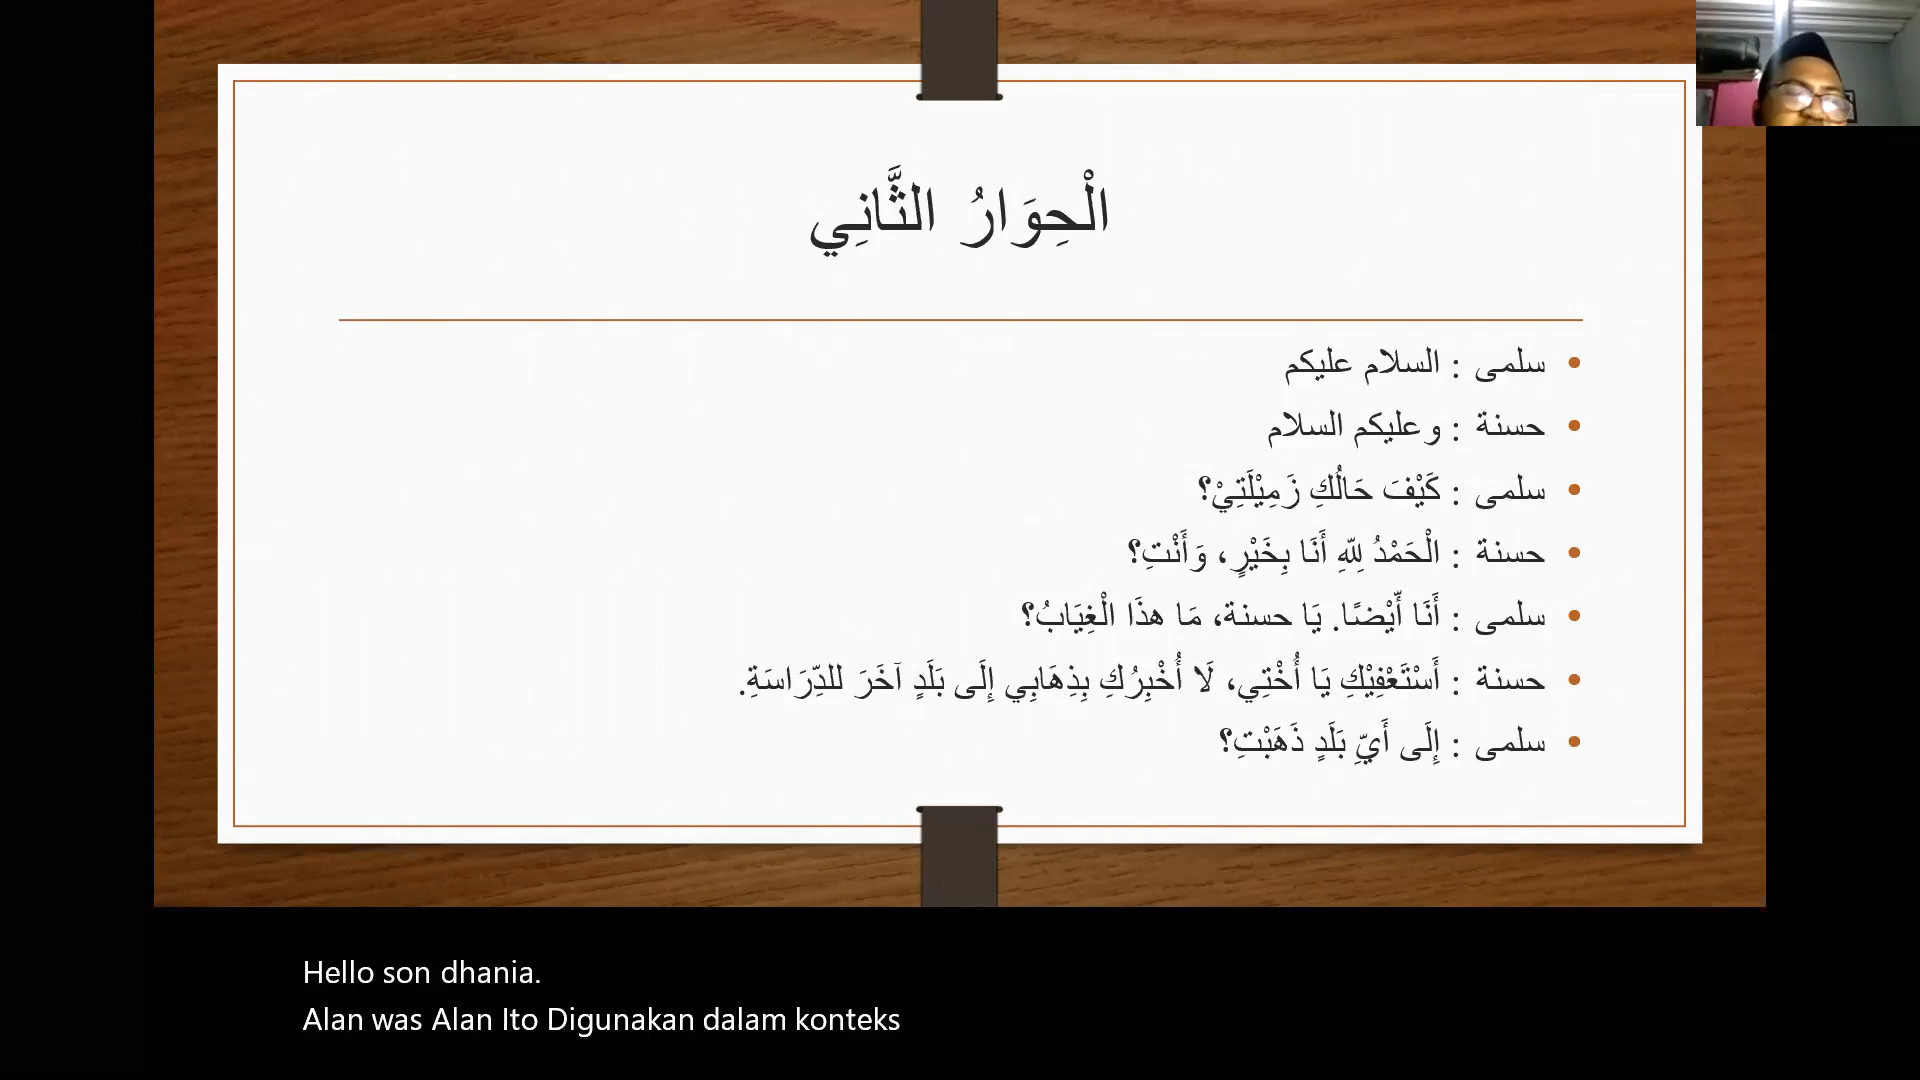 الْحِوَارُ الثَّانِي
• سلمى : السلام عليكم
• حسنة : وعليكم السلام
• سلمى : كَيْفَ حَالُكِ زَمِيْلَتِيْ؟
• حسنة : الْحَمْدُ لِلّهِ أَنَا بِخَيْرٍ، وَأَنْتِ؟
• سلمى : أَنَا أَيْضًا. يَا حسنة، مَا هذَا الْغِيَابُ؟
• حسنة : أَسْتَعْفِيْكِ يَا أُخْتِي، لَا أُخْبِرُكِ بِذِهَابِي إِلَى بَلَدٍ آخَرَ للدِّرَاسَةِ.
• سلمى : إِلَى أَيِّ بَلَدٍ ذَهَبْتِ؟
Hello son dhania.
Alan was Alan Ito Digunakan dalam konteks